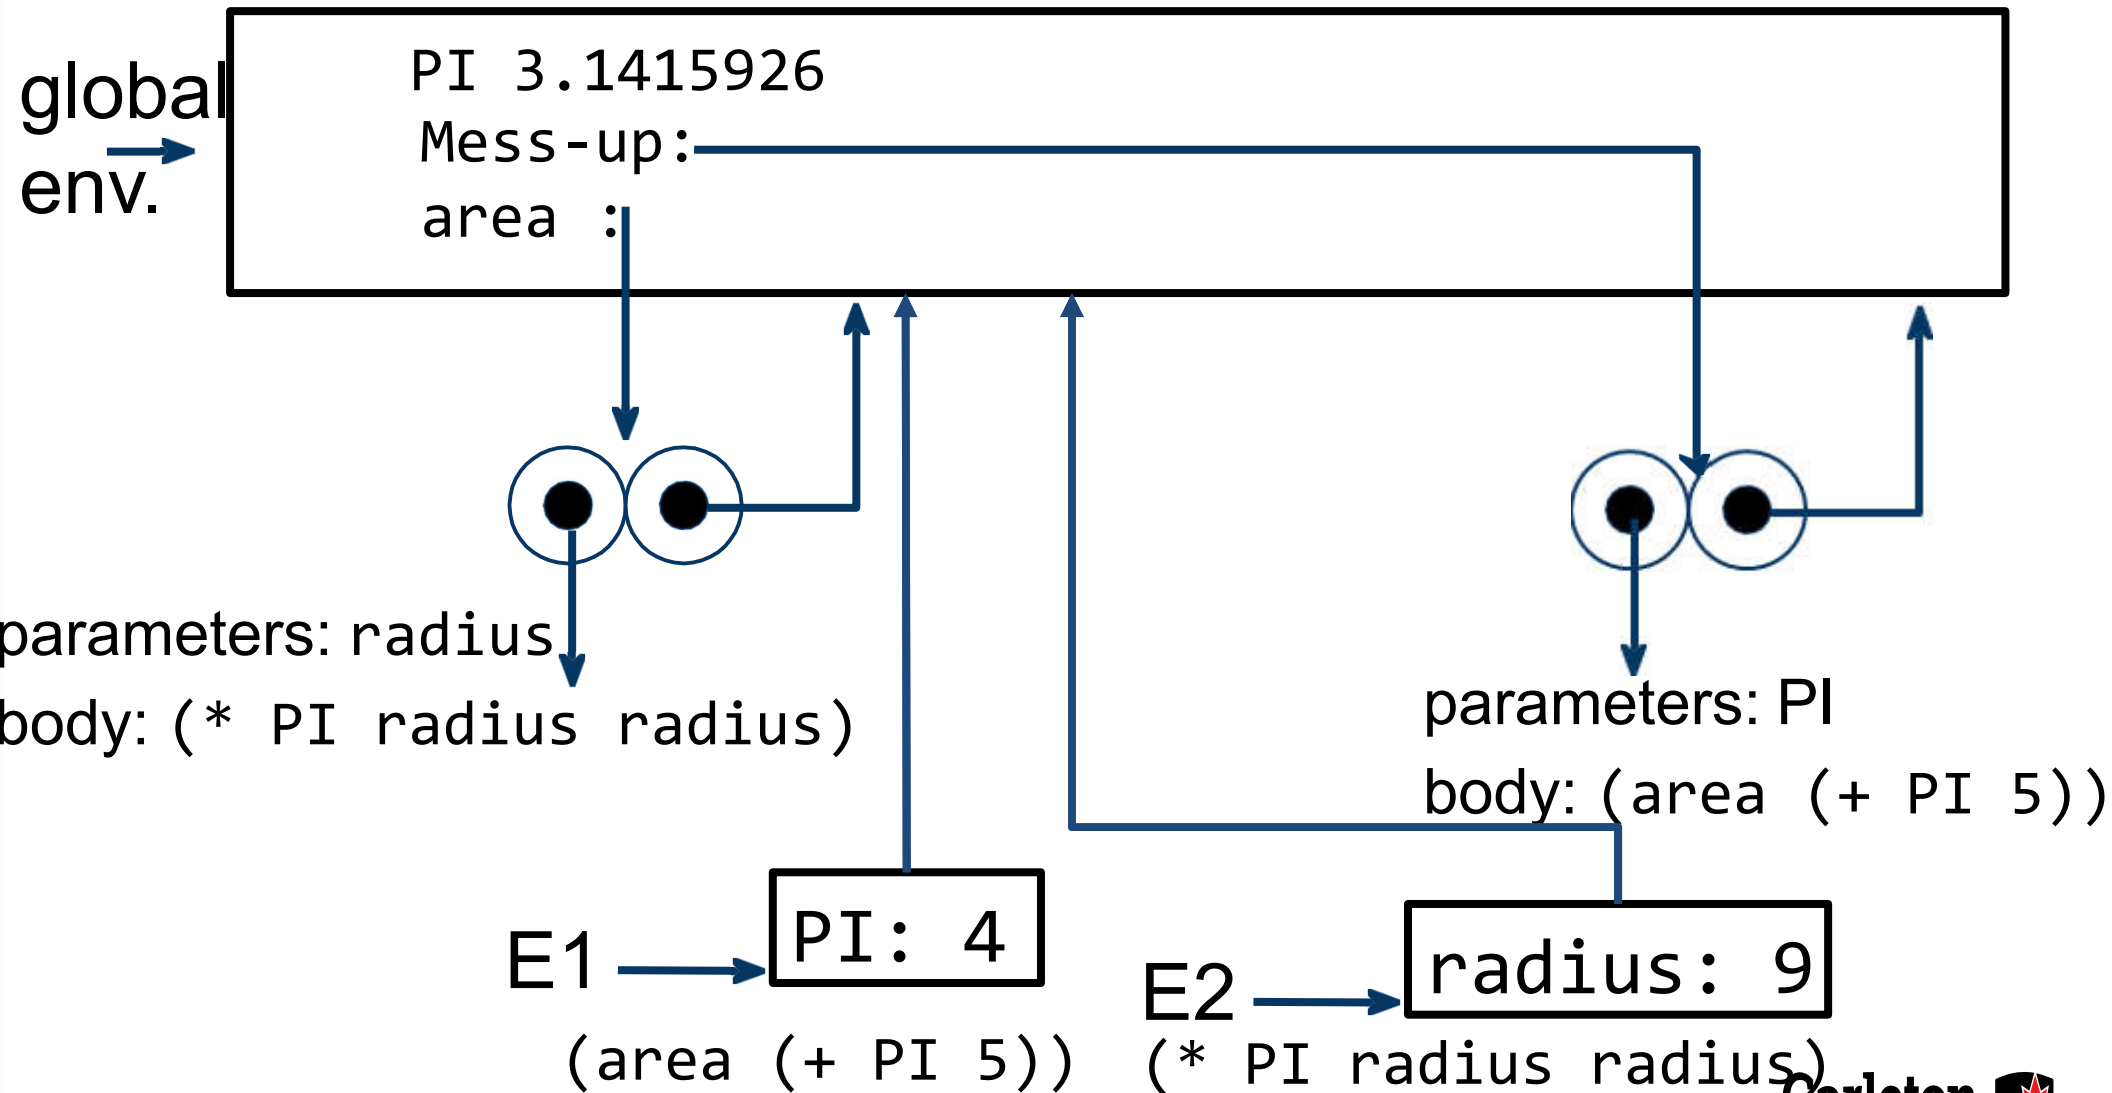 global
env.
PI 3.1415926
Mess-up:
area :
parameters: radius
body: (* PI radius radius)
parameters: PI
body: (area (+ PI 5))
E1
PI: 4
(area (+ PI 5))
E2
radius: 9
(* PI radius radius)
Carleton